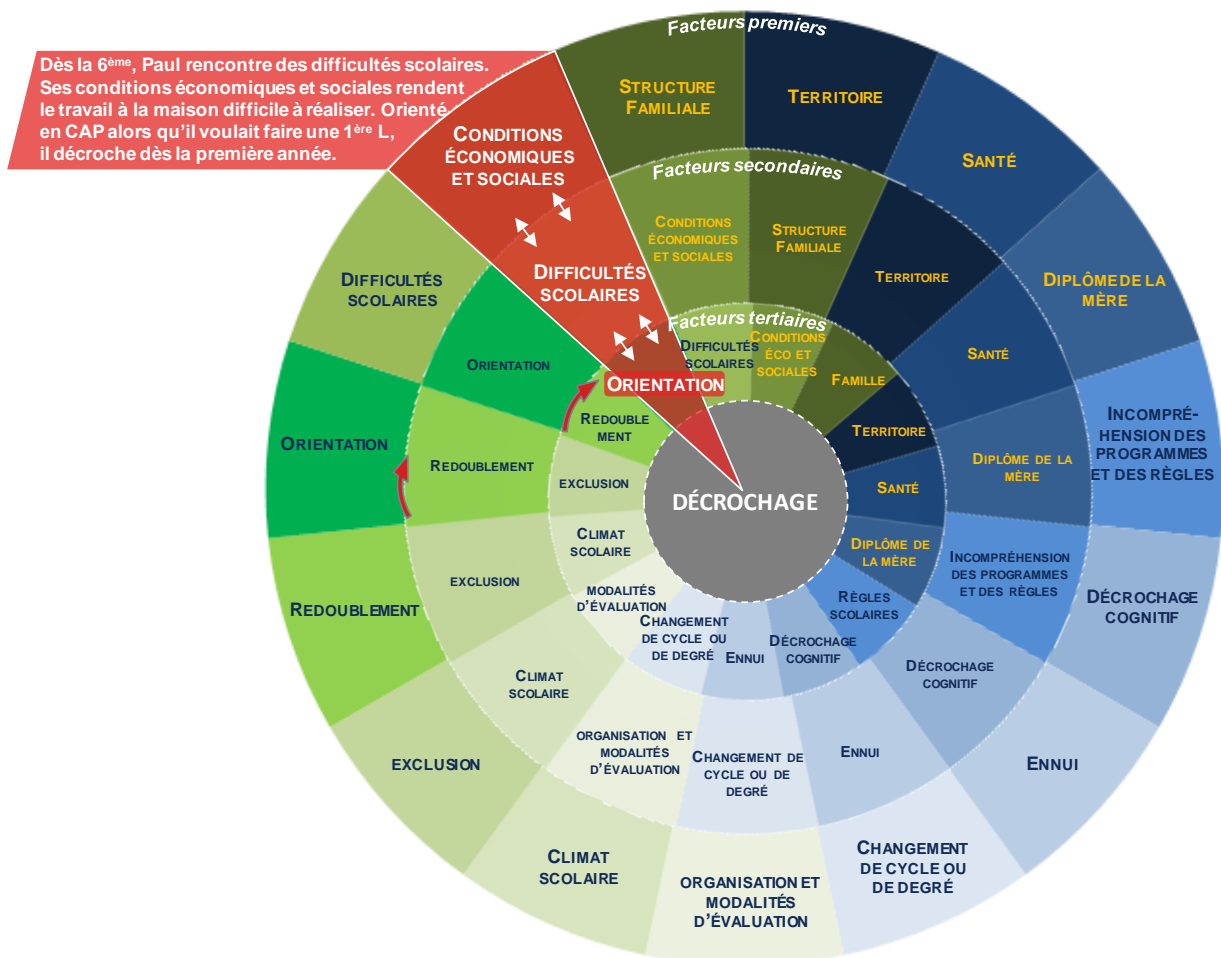 Dès la 6ème, Paul rencontre des difficultés scolaires.
Ses conditions économiques et sociales rendent
le travail à la maison difficile à réaliser. Orienté
en CAP alors qu'il voulait faire une 1ère L,
il décroche dès la première année.
Facteurs premiers
STRUCTURE
FAMILIALE
TERRITOIRE
SANTÉ
DIPLÔME DE LA
MÈRE
INCOMPRÉ-
HENSION DES
PROGRAMMES
ET DES RÈGLES
DÉCROCHAGE
COGNITIF
ENNUI
CHANGEMENT
DE CYCLE OU
DE DEGRÉ
ORGANISATION ET
MODALITÉS
D'ÉVALUATION
CLIMAT
SCOLAIRE
EXCLUSION
REDOUBLEMENT
ORIENTATION
DIFFICULTÉS
SCOLAIRES
CONDITIONS
ÉCONOMIQUES
ET SOCIALES
Facteurs secondaires
CONDITIONS
ÉCONOMIQUES
ET SOCIALES
STRUCTURE
FAMILIALE
TERRITOIRE
SANTÉ
DIPLÔME DE LA
MÈRE
INCOMPRÉHENSION
DES PROGRAMMES
ET DES RÈGLES
DÉCROCHAGE
COGNITIF
ENNUI
CHANGEMENT DE
CYCLE OU DE
DEGRÉ
ORGANISATION ET
MODALITÉS
D'ÉVALUATION
CLIMAT
SCOLAIRE
EXCLUSION
REDOUBLEMENT
ORIENTATION
DIFFICULTÉS
SCOLAIRES
Facteurs tertiaires
DIFFICULTÉS
SCOLAIRES
CONDITIONS
ÉCO ET
SOCIALES
FAMILLE
TERRITOIRE
SANTÉ
DIPLÔME DE
LA MÈRE
RÈGLES
SCOLAIRES
DÉCROCHAGE
COGNITIF
ENNUI
CHANGEMENT
DE CYCLE OU
DE DEGRÉ
MODALITÉS
D'ÉVALUATION
CLIMAT
SCOLAIRE
EXCLUSION
REDOUBLE
MENT
ORIENTATION
DÉCROCHAGE